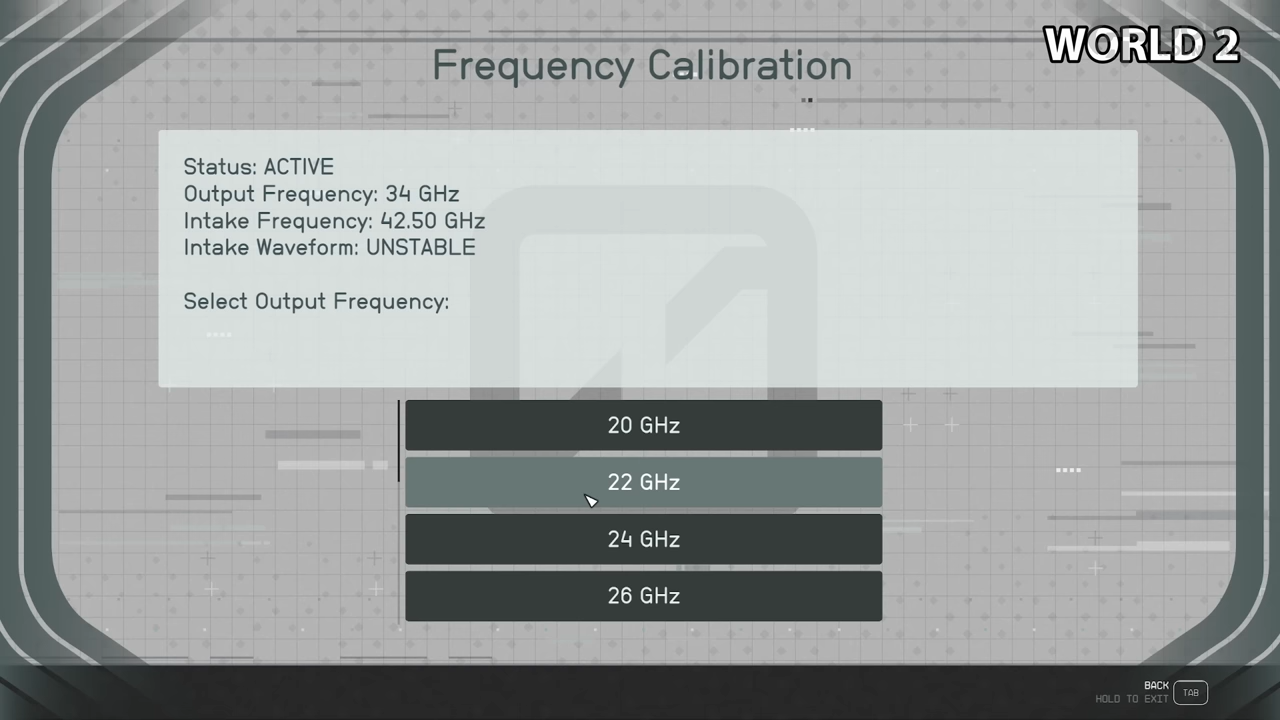 WORLD 2
Frequency Calibration
Status: ACTIVE
Output Frequency: 34 GHz
Intake Frequency: 42.50 GHz
Intake Waveform: UNSTABLE
Select Output Frequency:
20 GHz
22 GHz
24 GHz
26 GHz
BACK
HOLD TO EXIT
TAB